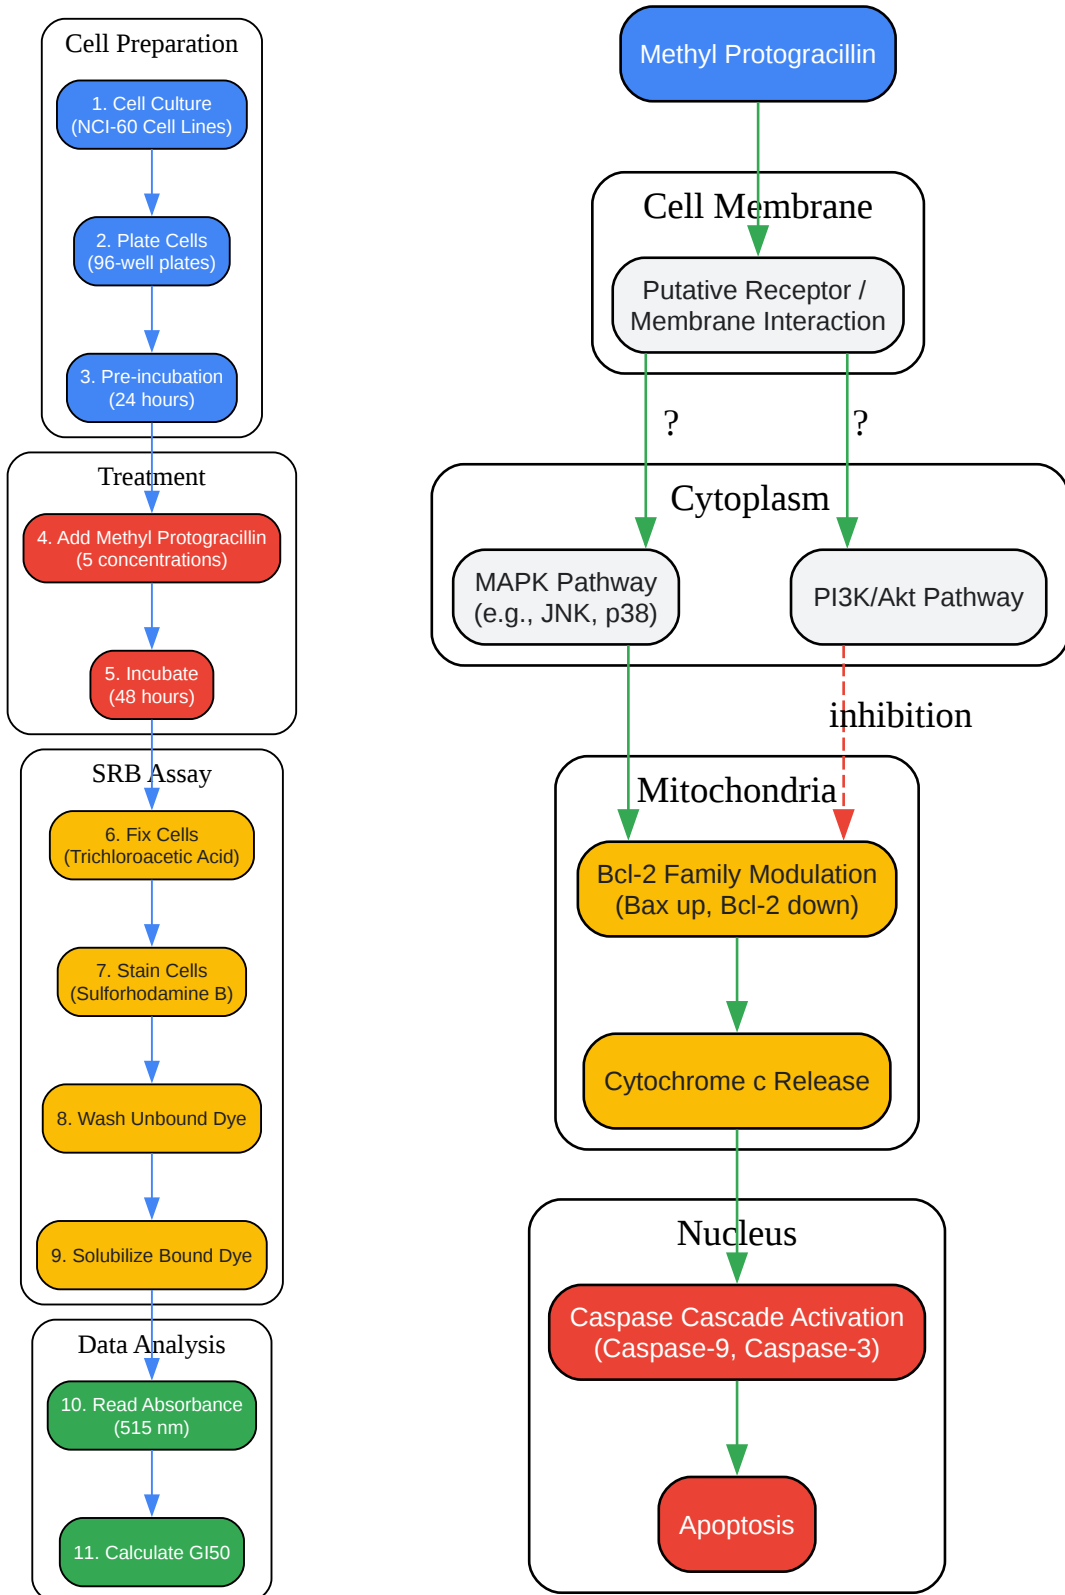 Cell Preparation
1. Cell Culture
(NCI-60 Cell Lines)
2. Plate Cells
(96-well plates)
3. Pre-incubation
(24 hours)
Treatment
4. Add Methyl Protogracillin
(5 concentrations)
5. Incubate
(48 hours)
SRB Assay
6. Fix Cells
(Trichloroacetic Acid)
7. Stain Cells
(Sulforhodamine B)
8. Wash Unbound Dye
9. Solubilize Bound Dye
Data Analysis
10. Read Absorbance
(515 nm)
11. Calculate GI50
Methyl Protogracillin
Cell Membrane
Putative Receptor /
Membrane Interaction
?
?
Cytoplasm
MAPK Pathway
(e.g., JNK, p38)
PI3K/Akt Pathway
inhibition
Mitochondria
Bcl-2 Family Modulation
(Bax up, Bcl-2 down)
Cytochrome c Release
Nucleus
Caspase Cascade Activation
(Caspase-9, Caspase-3)
Apoptosis